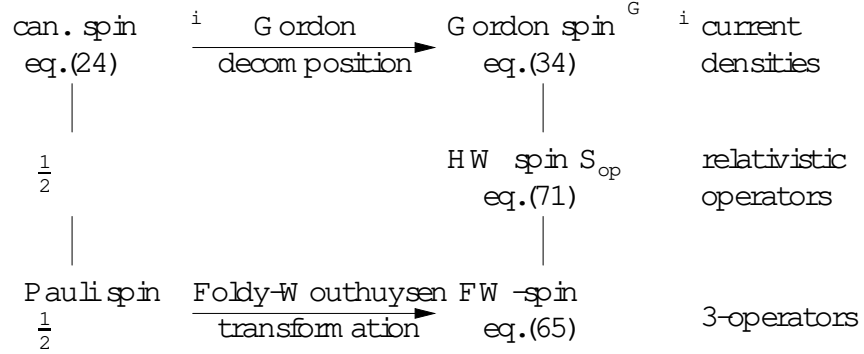 can. spin i Gordon Gordon spin G i current
eq.(24) decomposition eq.(34) densities
1/2 HW spin S_op relativistic
eq.(71) operators
Pauli spin Foldy-Wouthuysen FW-spin
1/2 transformation eq.(65) 3-operators